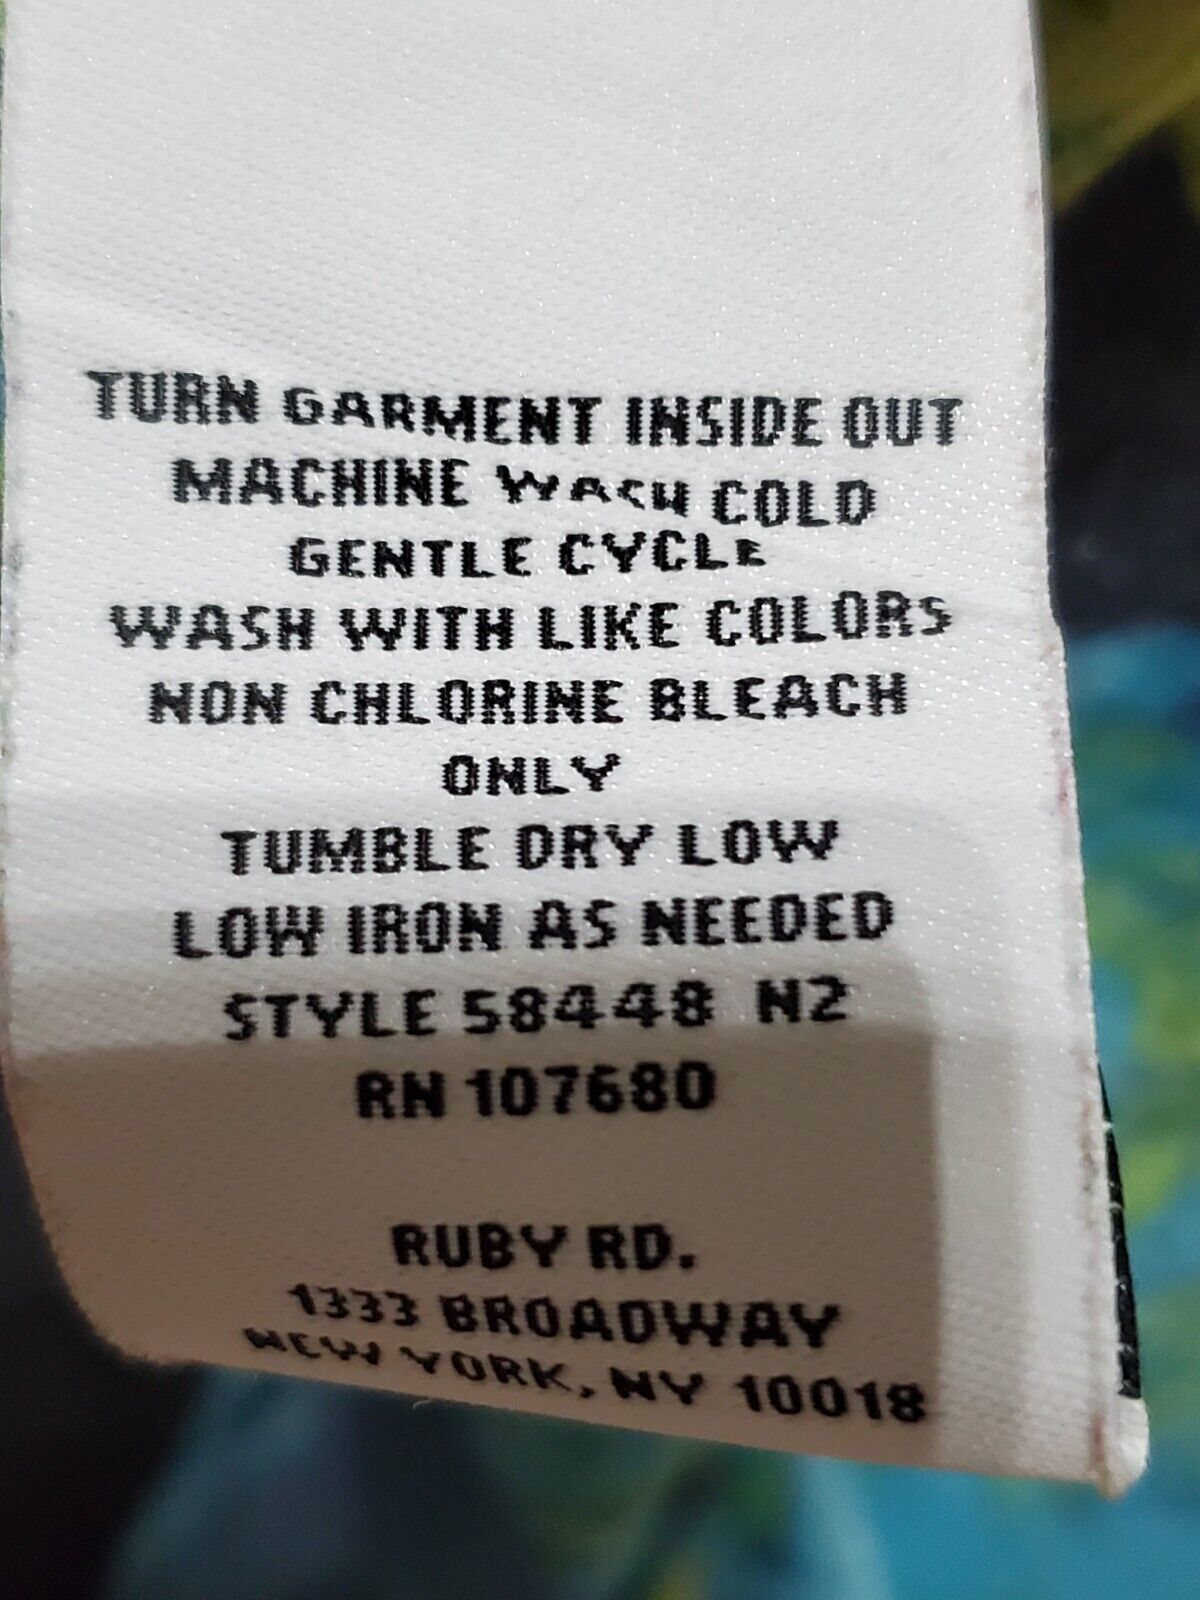 TURN GARMENT INSIDE OUT
MACHINE WASH COLD
GENTLE CYCLE
WASH WITH LIKE COLORS
NON CHLORINE BLEACH
ONLY
TUMBLE DRY LOW
LOW IRON AS NEEDED
STYLE 58448 N2
RN 107680
RUBY RD.
1333 BROADWAY
NEW YORK, NY 10018